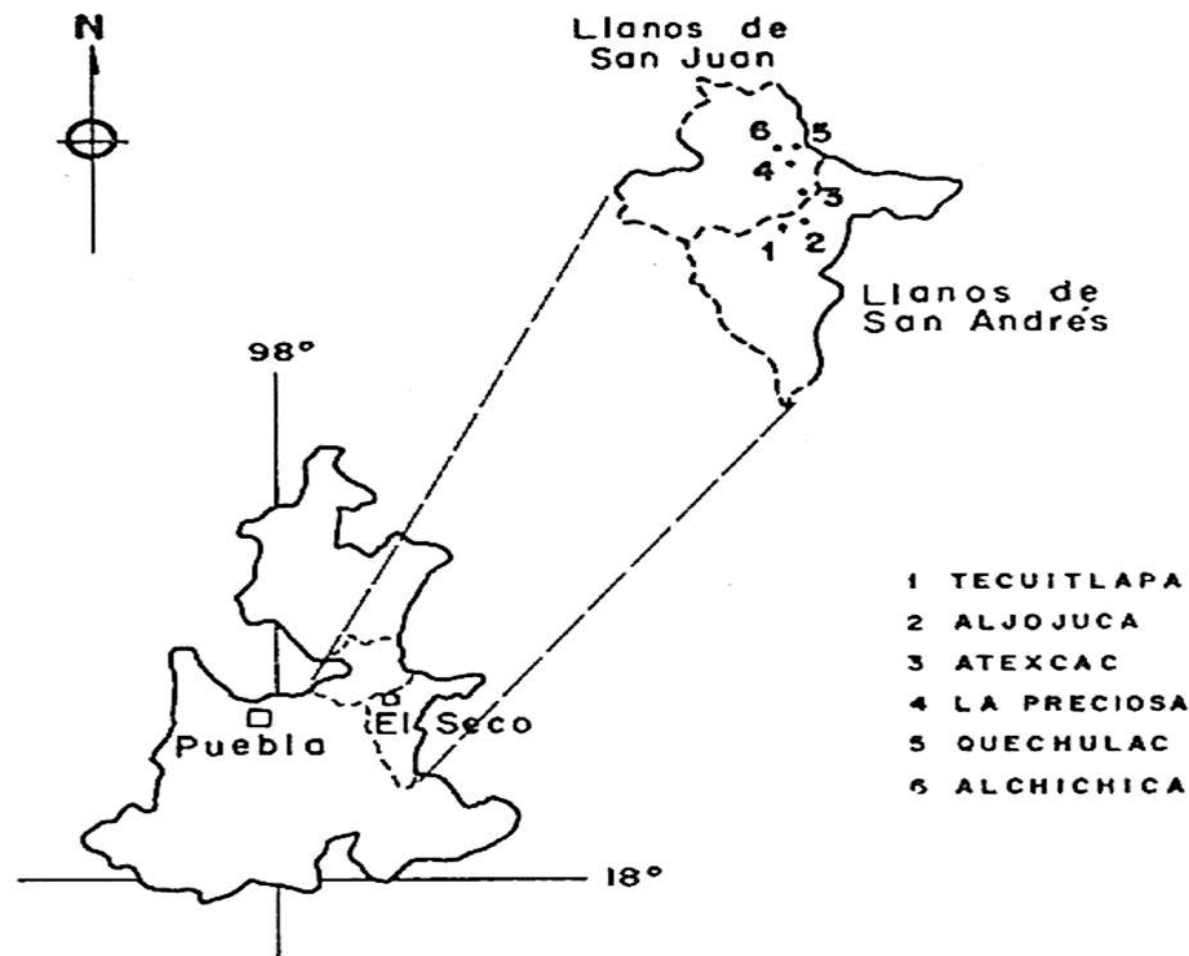 N
Llanos de
San Juan
6
5
4
3
1
2
Llanos de
San Andrés
98°
El Seco
Puebla
18°
1 TECUITLAPA
2 ALJOJUCA
3 ATEXCAC
4 LA PRECIOSA
5 QUECHULAC
6 ALCHICHICA